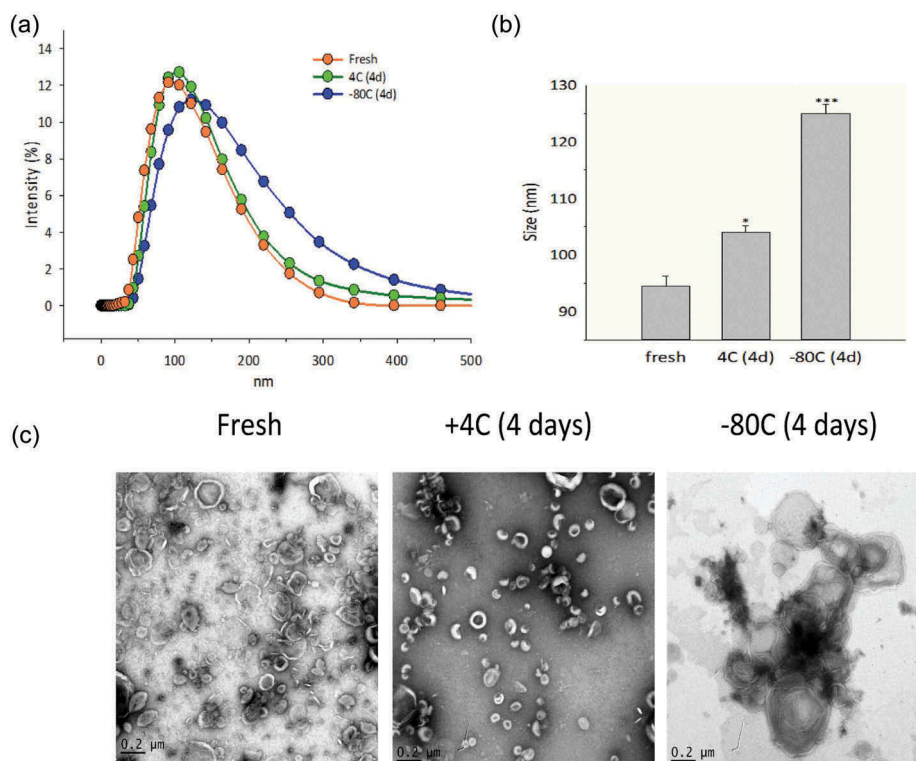 (a)
14
12
10
8
6
4
2
0
Intensity (%)
0 100 200 300 400 500
nm
Fresh
4C (4d)
-80C (4d)
(b)
130
120
110
100
90
Size (nm)
*
***
fresh 4C (4d) -80C (4d)
(c)
Fresh +4C (4 days) -80C (4 days)
0.2 µm 0.2 µm 0.2 µm